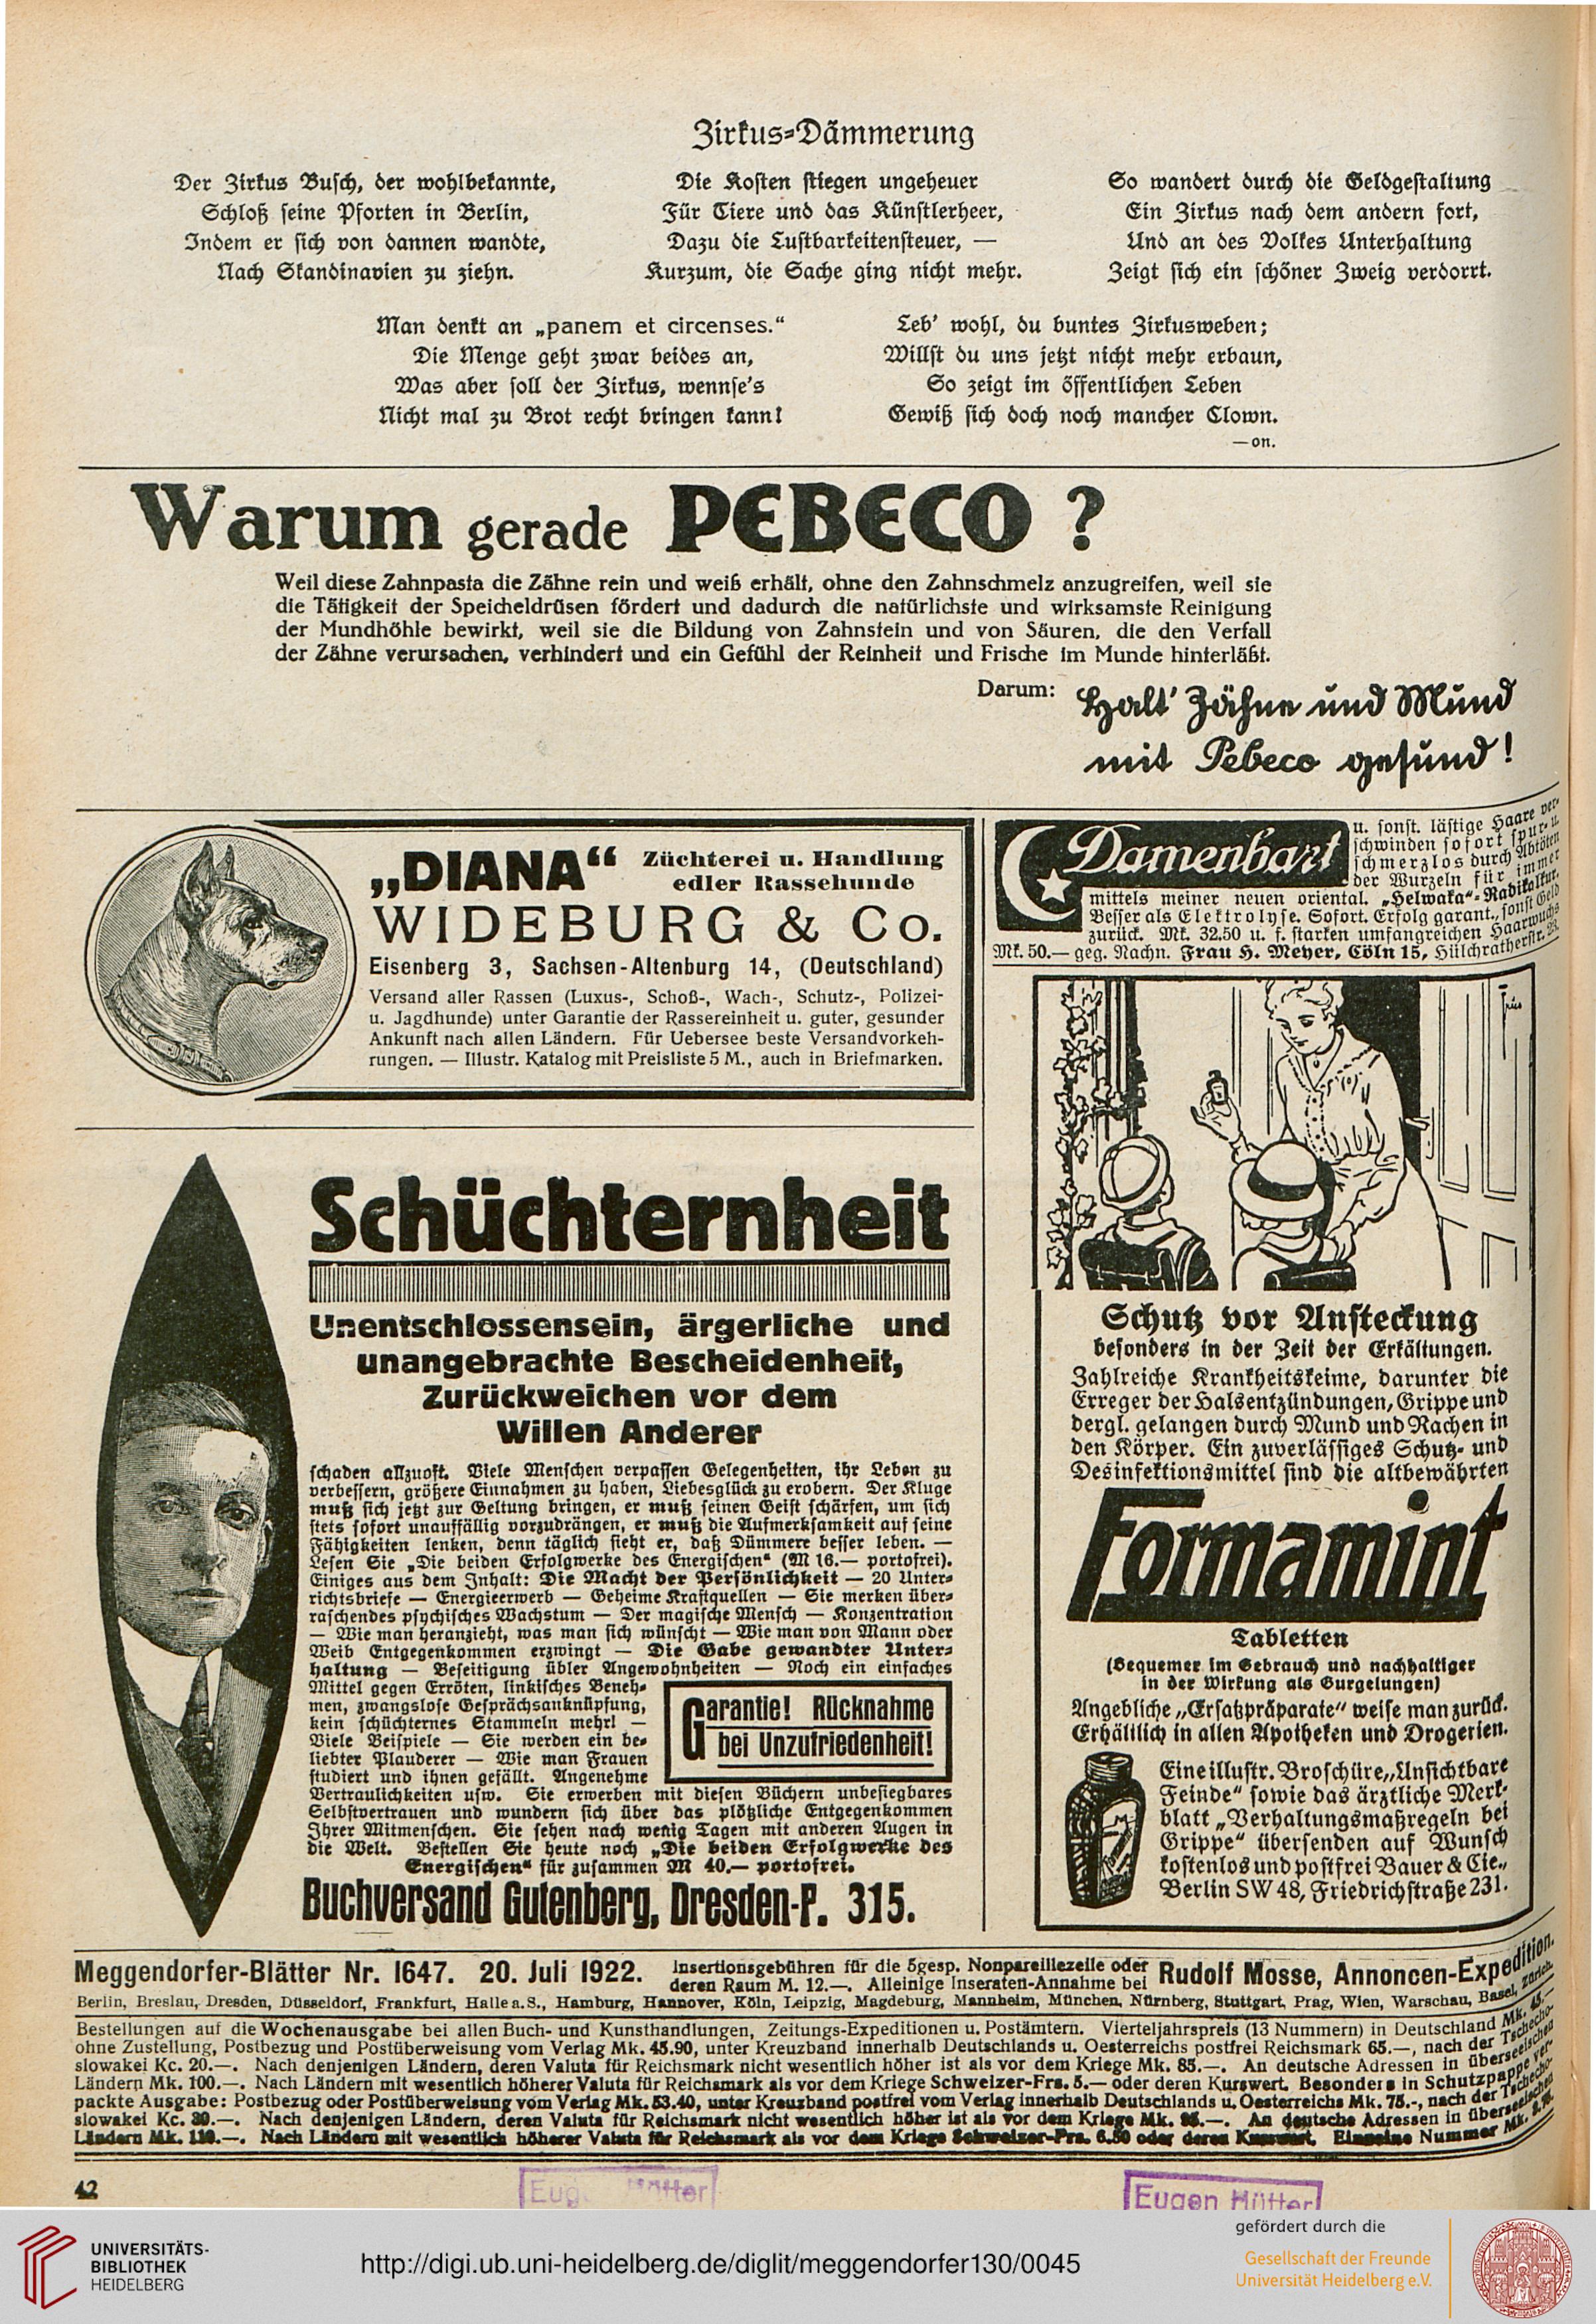 Zirkus-Dämmerung
Der Zirkus Busch, der wohlbekannte,
Schloß seine Pforten in Berlin,
Indem er sich von dannen wandte,
Nach Skandinavien zu ziehn.
Die Kosten stiegen ungeheuer
Für Tiere und das Künstlerheer,
Dazu die Lustbarkeitensteuer, —
Kurzum, die Sache ging nicht mehr.
So wandert durch die Geldgestaltung
Ein Zirkus nach dem andern fort,
Und an des Volkes Unterhaltung
Zeigt sich ein schöner Zweig verdorrt.
Man denkt an „panem et circenses.“
Die Menge geht zwar beides an,
Was aber soll der Zirkus, wennse's
Nicht mal zu Brot recht bringen kann!
Leb' wohl, du buntes Zirkusweben;
Willst du uns jetzt nicht mehr erbaun,
So zeigt im öffentlichen Leben
Gewiß sich doch noch mancher Clown.
—on.
Warum gerade PEBECO ?
Weil diese Zahnpasta die Zähne rein und weiß erhält, ohne den Zahnschmelz anzugreifen, weil sie
die Tätigkeit der Speicheldrüsen fördert und dadurch die natürlichste und wirksamste Reinigung
der Mundhöhle bewirkt, weil sie die Bildung von Zahnstein und von Säuren, die den Verfall
der Zähne verursachen, verhindert und ein Gefühl der Reinheit und Frische im Munde hinterläßt.
Darum: Halt' Zähne und Mund
mit Pebeco gesund!
„DIANA“ Züchterei u. Handlung
edler Rassehunde
WIDEBURG & Co.
Eisenberg 3, Sachsen-Altenburg 14, (Deutschland)
Versand aller Rassen (Luxus-, Schoß-, Wach-, Schutz-, Polizei-
u. Jagdhunde) unter Garantie der Rassereinheit u. guter, gesunder
Ankunft nach allen Ländern. Für Uebersee beste Versandvorkeh-
rungen. — Illustr. Katalog mit Preisliste 5 M., auch in Briefmarken.
Damenbart
u. sonst. lästige Haare ver-
schwinden sofort spur- u.
schmerzlos durch Abtöten
der Wurzeln für immer
mittels meiner neuen oriental. „Helwaka“-Radikalkur.
Besser als Elektrolyse. Sofort. Erfolg garant., sonst Geld
zurück. Mk. 32.50 u. f. starken umfangreichen Haarwuchs
Mk. 50.— geg. Nachn. Frau H. Meyer, Cöln 15, Hülchratherstr. 23.
Schüchternheit
Unentschlossensein, ärgerliche und
unangebrachte Bescheidenheit,
Zurückweichen vor dem
Willen Anderer
schaden allzuoft. Viele Menschen verpassen Gelegenheiten, ihr Leben zu
verbessern, größere Einnahmen zu haben, Liebesglück zu erobern. Der Kluge
muß sich jetzt zur Geltung bringen, er muß seinen Geist schärfen, um sich
stets sofort unauffällig vorzudrängen, er muß die Aufmerksamkeit auf seine
Fähigkeiten lenken, denn täglich sieht er, daß Dümmere besser leben. —
Lesen Sie „Die beiden Erfolgwerke des Energischen“ (M 16.— portofrei).
Einiges aus dem Inhalt: Die Macht der Persönlichkeit — 20 Unter-
richtsbriefe — Energieerwerb — Geheime Kraftquellen — Sie merken über-
raschendes psychisches Wachstum — Der magische Mensch — Konzentration
— Wie man heranzieht, was man sich wünscht — Wie man von Mann oder
Weib Entgegenkommen erzwingt — Die Gabe gewandter Unter-
haltung — Beseitigung übler Angewohnheiten — Noch ein einfaches
Mittel gegen Erröten, linkisches Beneh-
men, zwangslose Gesprächsanknüpfung,
kein schüchternes Stammeln mehr! —
Viele Beispiele — Sie werden ein be-
liebter Plauderer — Wie man Frauen
studiert und ihnen gefällt. Angenehme
Garantie! Rücknahme
bei Unzufriedenheit!
Vertraulichkeiten usw. Sie erwerben mit diesen Büchern unbesiegbares
Selbstvertrauen und wundern sich über das plötzliche Entgegenkommen
Ihrer Mitmenschen. Sie sehen nach wenig Tagen mit anderen Augen in
die Welt. Bestellen Sie heute noch „Die beiden Erfolgwerke des
Energischen“ für zusammen M 40.— portofrei.
Buchversand Gutenberg, Dresden-P. 315.
Schutz vor Ansteckung
besonders in der Zeit der Erkältungen.
Zahlreiche Krankheitskeime, darunter die
Erreger der Halsentzündungen, Grippe und
dergl. gelangen durch Mund und Rachen in
den Körper. Ein zuverlässiges Schutz- und
Desinfektionsmittel sind die altbewährten
Formamint
Tabletten
(Bequemer im Gebrauch und nachhaltiger
in der Wirkung als Gurgelungen)
Angebliche „Ersatzpräparate“ weise man zurück.
Erhältlich in allen Apotheken und Drogerien.
Eine illustr. Broschüre „Unsichtbare
Feinde“ sowie das ärztliche Merk-
blatt „Verhaltungsmaßregeln bei
Grippe“ übersenden auf Wunsch
kostenlos und postfrei Bauer & Cie.,
Berlin SW 48, Friedrichstraße 231.
Meggendorfer-Blätter Nr. 1647. 20. Juli 1922. Insertionsgebühren für die 5gesp. Nonpareillezeile oder
deren Raum M. 12.—. Alleinige Inseraten-Annahme bei Rudolf Mosse, Annoncen-Expedition.
Berlin, Breslau, Dresden, Düsseldorf, Frankfurt, Halle a. S., Hamburg, Hannover, Köln, Leipzig, Magdeburg, Mannheim, München, Nürnberg, Stuttgart, Prag, Wien, Warschau, Basel, Zürich.
Bestellungen auf die Wochenausgabe bei allen Buch- und Kunsthandlungen, Zeitungs-Expeditionen u. Postämtern. Vierteljahrspreis (13 Nummern) in Deutschland Mk. 45.—
ohne Zustellung, Postbezug und Postüberweisung vom Verlag Mk. 45.90, unter Kreuzband innerhalb Deutschlands u. Oesterreichs postfrei Reichsmark 65.—, nach der Tschecho-
slowakei Kc. 20.—. Nach denjenigen Ländern, deren Valuta für Reichsmark nicht wesentlich höher ist als vor dem Kriege Mk. 85.—. An deutsche Adressen in überseeischen
Ländern Mk. 100.—. Nach Ländern mit wesentlich höherer Valuta für Reichsmark als vor dem Kriege Schweizer-Frs. 5.— oder deren Kurswert. Besonders in Schutzpappe ver-
packte Ausgabe: Postbezug oder Postüberweisung vom Verlag Mk. 53.40, unter Kreuzband postfrei vom Verlag innerhalb Deutschlands u. Oesterreichs Mk. 75.-, nach der Tschecho-
slowakei Kc. 30.—. Nach denjenigen Ländern, deren Valuta für Reichsmark nicht wesentlich höher ist als vor dem Kriege Mk. 95.—. An deutsche Adressen in überseeischen
Ländern Mk. 110.—. Nach Ländern mit wesentlich höherer Valuta für Reichsmark als vor dem Kriege Schweizer-Frs. 6.50 oder deren Kurswert. Einzelne Nummer Mk.
42
Eugen Hütter
UNIVERSITÄTS-
BIBLIOTHEK
HEIDELBERG
http://digi.ub.uni-heidelberg.de/diglit/meggendorfer130/0045
gefördert durch die
Gesellschaft der Freunde
Universität Heidelberg e.V.